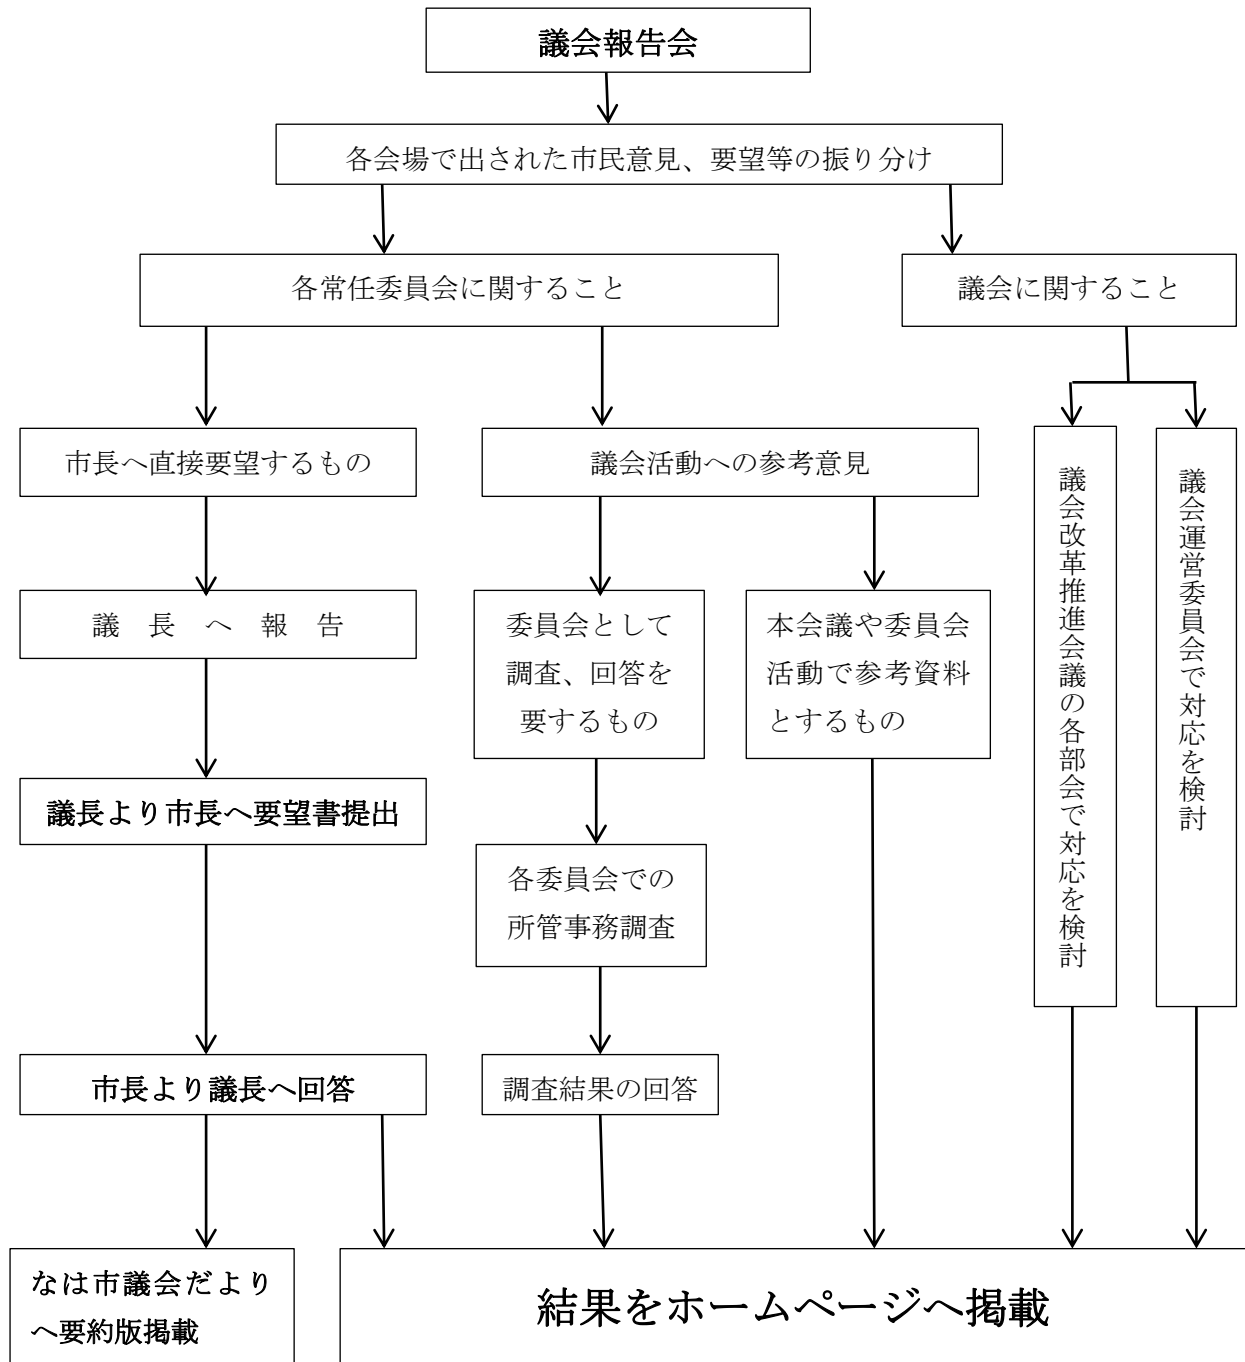 議会報告会
各会場で出された市民意見、要望等の振り分け
各常任委員会に関すること
議会に関すること
市長へ直接要望するもの
議会活動への参考意見
議会改革推進会議の各部会で対応を検討
議会運営委員会で対応を検討
議 長 へ 報 告
委員会として
調査、回答を
要するもの
本会議や委員会
活動で参考資料
とするもの
議長より市長へ要望書提出
各委員会での
所管事務調査
市長より議長へ回答
調査結果の回答
なは市議会だより
へ要約版掲載
結果をホームページへ掲載